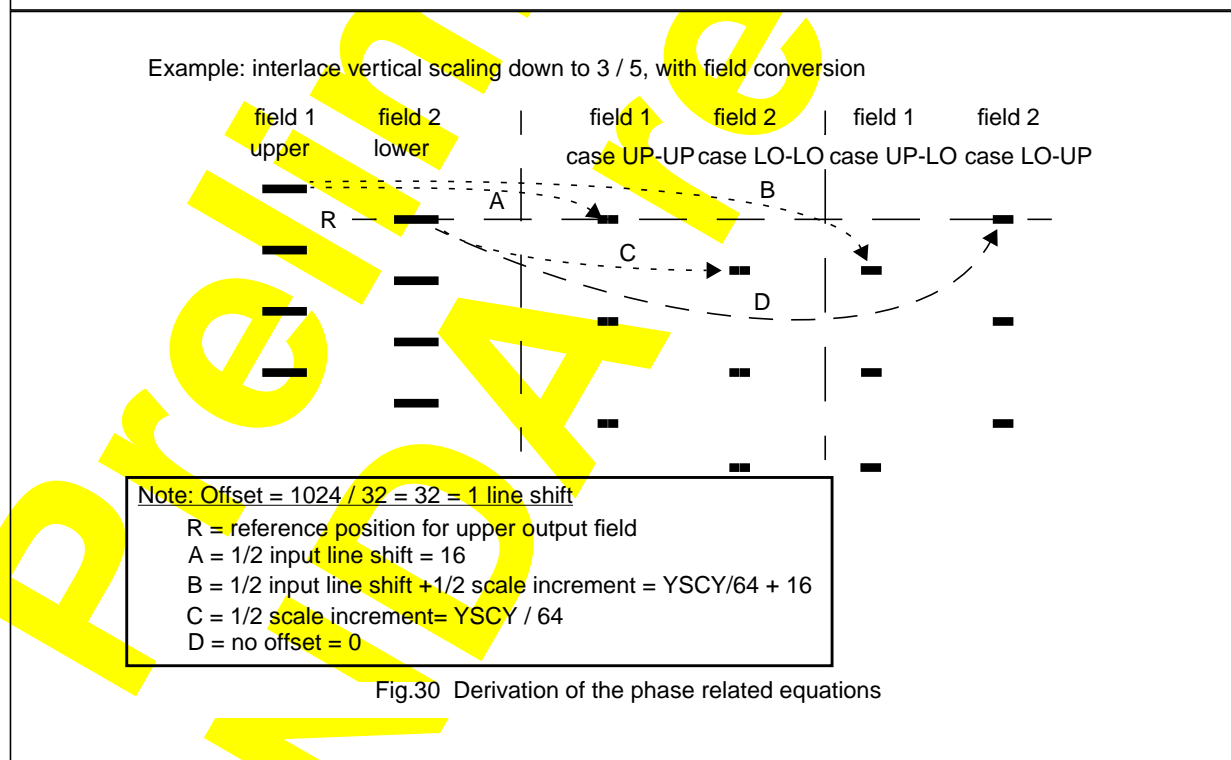 Example: interlace vertical scaling down to 3 / 5, with field conversion
field 1 field 2 field 1 field 2 field 1 field 2
upper lower
case UP-UP case LO-LO case UP-LO case LO-UP
B
A
R
C
D
Note: Offset = 1024 / 32 = 32 = 1 line shift
R = reference position for upper output field
A = 1/2 input line shift = 16
B = 1/2 input line shift +1/2 scale increment = YSCY/64 + 16
C = 1/2 scale increment= YSCY / 64
D = no offset = 0
Fig.30 Derivation of the phase related equations